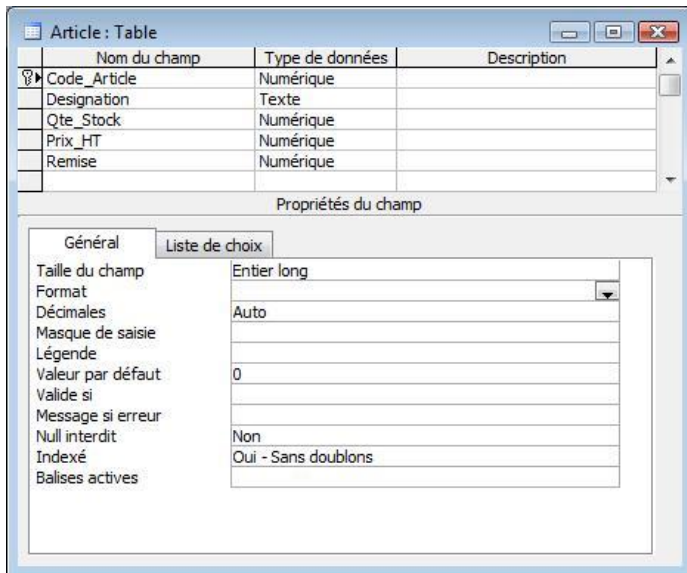 Article : Table
Nom du champ Type de données Description
Code_Article Numérique
Designation Texte
Qte_Stock Numérique
Prix_HT Numérique
Remise Numérique
Propriétés du champ
Général Liste de choix
Taille du champ Entier long
Format
Décimales Auto
Masque de saisie
Légende
Valeur par défaut 0
Valide si
Message si erreur
Null interdit Non
Indexé Oui - Sans doublons
Balises actives